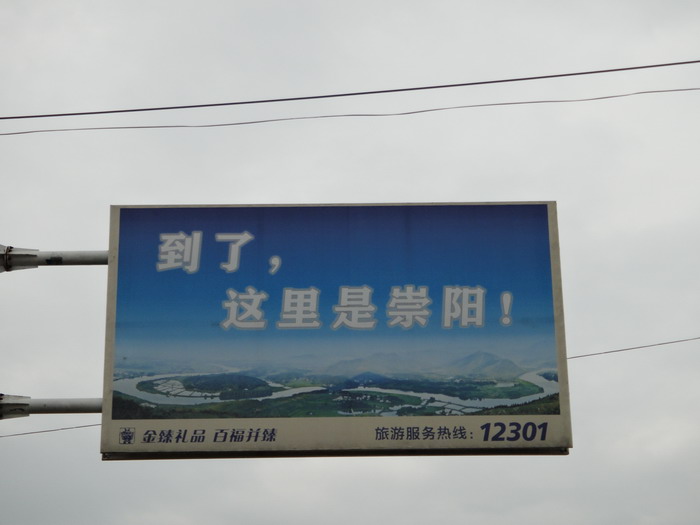 到了，
这里是崇阳！
金臻礼品 百福并臻
旅游服务热线：12301